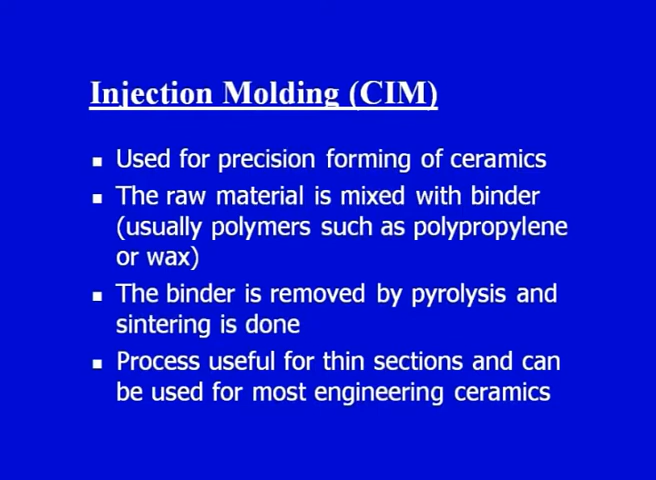 Injection Molding (CIM)
▪ Used for precision forming of ceramics
▪ The raw material is mixed with binder
(usually polymers such as polypropylene
or wax)
▪ The binder is removed by pyrolysis and
sintering is done
▪ Process useful for thin sections and can
be used for most engineering ceramics